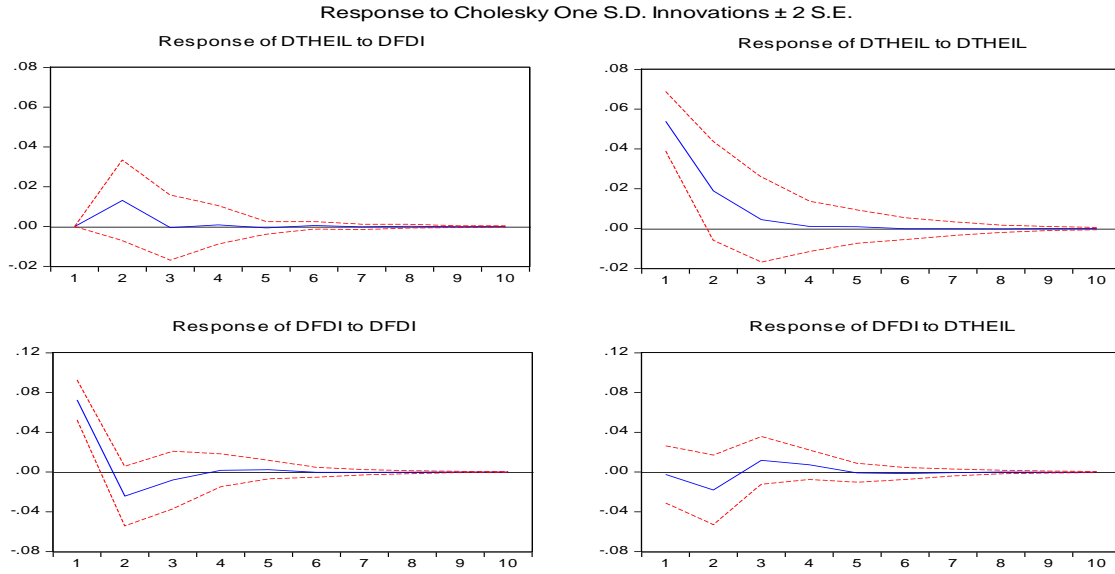 Response to Cholesky One S.D. Innovations ± 2 S.E.
Response of DTHEIL to DFDI
.08
.06
.04
.02
.00
-.02
1 2 3 4 5 6 7 8 9 10
Response of DTHEIL to DTHEIL
.08
.06
.04
.02
.00
-.02
1 2 3 4 5 6 7 8 9 10
Response of DFDI to DFDI
.12
.08
.04
.00
-.04
-.08
1 2 3 4 5 6 7 8 9 10
Response of DFDI to DTHEIL
.12
.08
.04
.00
-.04
-.08
1 2 3 4 5 6 7 8 9 10